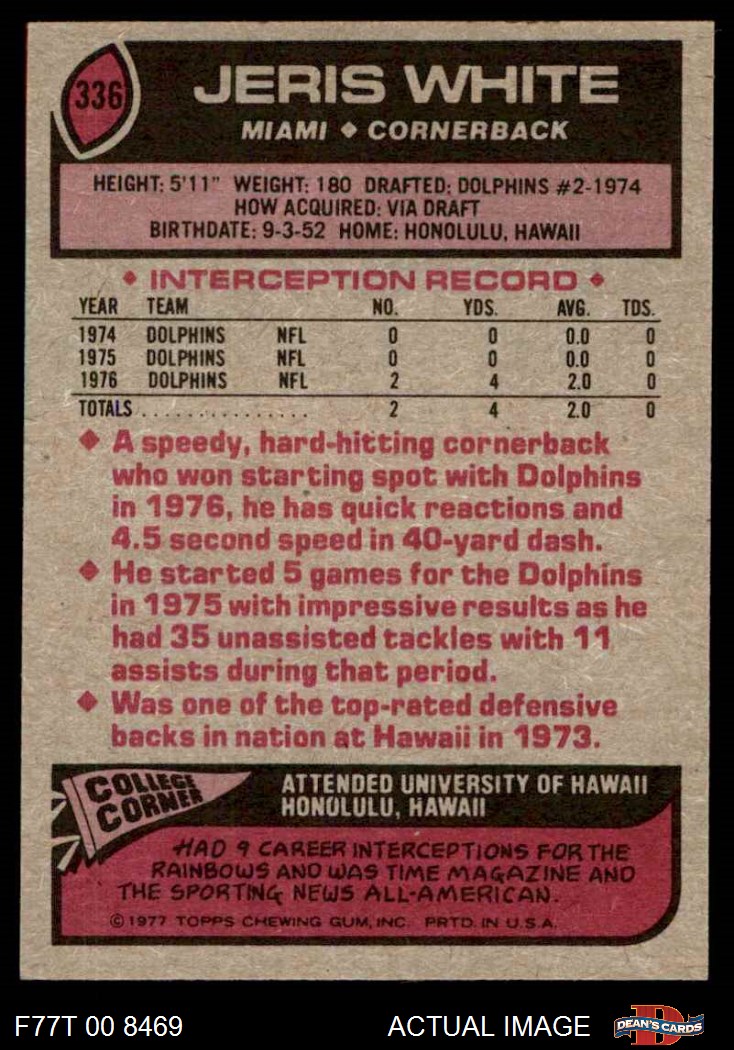 336
JERIS WHITE
MIAMI ◆ CORNERBACK
HEIGHT: 5'11" WEIGHT: 180 DRAFTED: DOLPHINS #2-1974
HOW ACQUIRED: VIA DRAFT
BIRTHDATE: 9-3-52 HOME: HONOLULU, HAWAII
◆ INTERCEPTION RECORD ◆
YEAR TEAM NO. YDS. AVG. TDS.
1974 DOLPHINS NFL 0 0 0.0 0
1975 DOLPHINS NFL 0 0 0.0 0
1976 DOLPHINS NFL 2 4 2.0 0
TOTALS . . . . . . . . . . . . . . . 2 4 2.0 0
◆ A speedy, hard-hitting cornerback
who won starting spot with Dolphins
in 1976, he has quick reactions and
4.5 second speed in 40-yard dash.
◆ He started 5 games for the Dolphins
in 1975 with impressive results as he
had 35 unassisted tackles with 11
assists during that period.
◆ Was one of the top-rated defensive
backs in nation at Hawaii in 1973.
COLLEGE
CORNER
ATTENDED UNIVERSITY OF HAWAII
HONOLULU, HAWAII
HAD 9 CAREER INTERCEPTIONS FOR THE
RAINBOWS AND WAS TIME MAGAZINE AND
THE SPORTING NEWS ALL-AMERICAN.
© 1977 TOPPS CHEWING GUM, INC. PRTD. IN U.S.A.
F77T 00 8469 ACTUAL IMAGE
D
DEAN'S CARDS